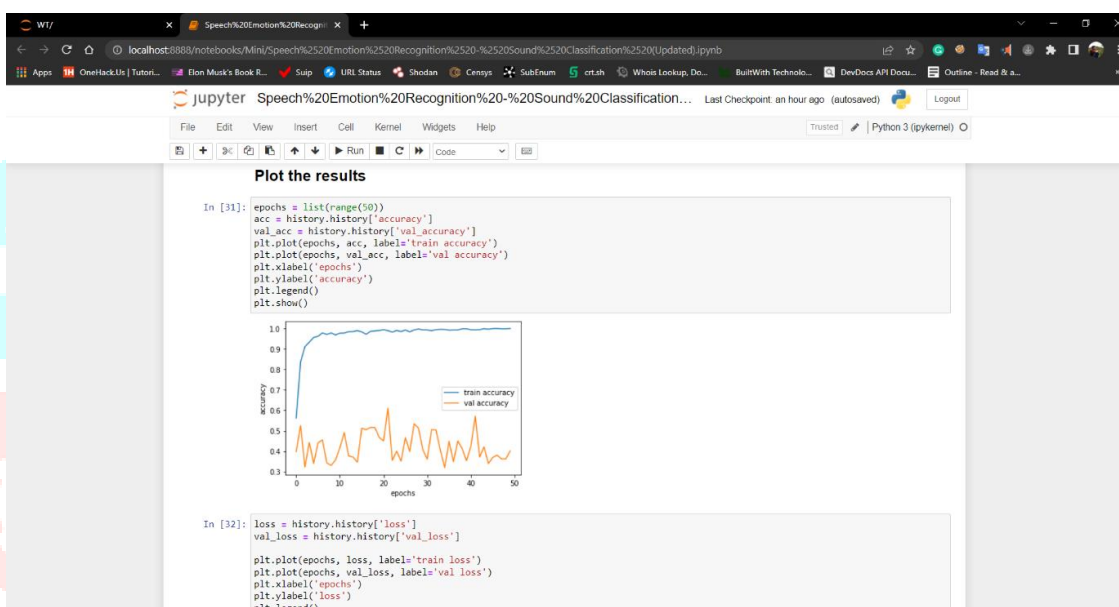 WT/
Speech%20Emotion%20Recognit
localhost:8888/notebooks/Mini/Speech%2520Emotion%2520Recognition%2520-%2520Sound%2520Classification%2520(Updated).ipynb
Apps
OneHack.Us | Tutori...
Elon Musk's Book R...
Suip
URL Status
Shodan
Censys
SubEnum
crt.sh
Whois Lookup, Do...
BuiltWith Technolo...
DevDocs API Docu...
Outline - Read & a...
jupyter Speech%20Emotion%20Recognition%20-%20Sound%20Classification... Last Checkpoint: an hour ago (autosaved)
Logout
File Edit View Insert Cell Kernel Widgets Help
Trusted
Python 3 (ipykernel)
Run
Code
Plot the results
In [31]: epochs = list(range(50))
acc = history.history['accuracy']
val_acc = history.history['val_accuracy']
plt.plot(epochs, acc, label='train accuracy')
plt.plot(epochs, val_acc, label='val accuracy')
plt.xlabel('epochs')
plt.ylabel('accuracy')
plt.legend()
plt.show()
1.0
0.9
0.8
0.7
0.6
0.5
0.4
0.3
accuracy
train accuracy
val accuracy
0 10 20 30 40 50
epochs
In [32]: loss = history.history['loss']
val_loss = history.history['val_loss']
plt.plot(epochs, loss, label='train loss')
plt.plot(epochs, val_loss, label='val loss')
plt.xlabel('epochs')
plt.ylabel('loss')
plt.legend()